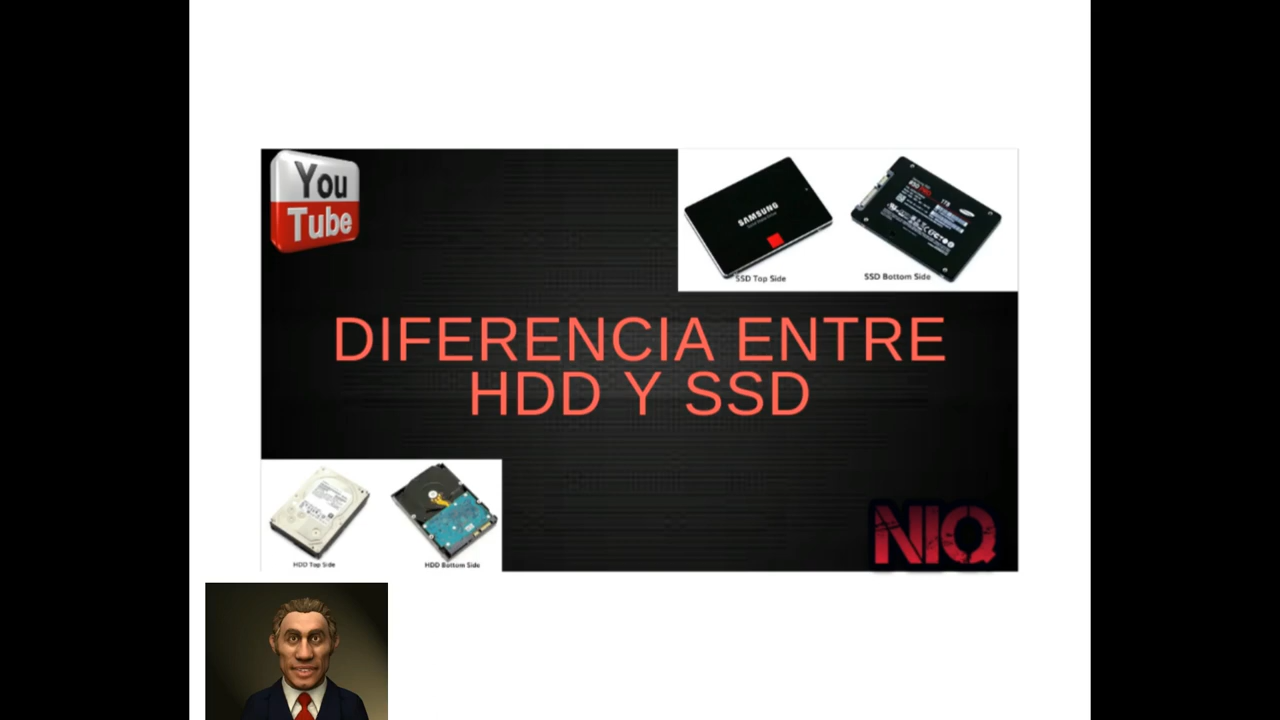 You
Tube
SAMSUNG
1TB
SSD Top Side
SSD Bottom Side
DIFERENCIA ENTRE
HDD Y SSD
HDD Top Side
HDD Bottom Side
NIQ